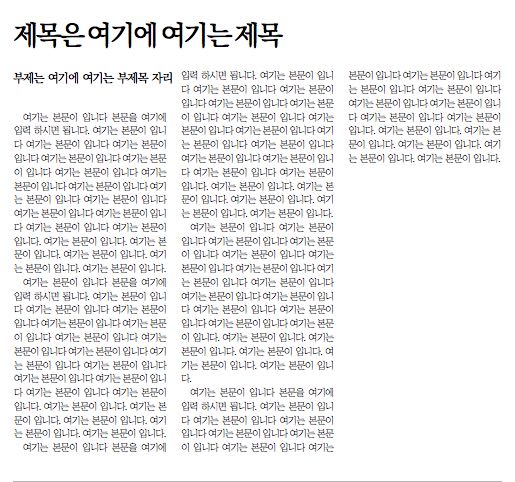 제목은 여기에 여기는 제목
부제는 여기에 여기는 부제목 자리
여기는 본문이 입니다 본문을 여기에
입력 하시면 됩니다. 여기는 본문이 입니
다 여기는 본문이 입니다 여기는 본문이
입니다 여기는 본문이 입니다 여기는 본문
이 입니다 여기는 본문이 입니다 여기는
본문이 입니다 여기는 본문이 입니다 여기
는 본문이 입니다 여기는 본문이 입니다
여기는 본문이 입니다 여기는 본문이 입니
다 여기는 본문이 입니다 여기는 본문이
입니다. 여기는 본문이 입니다. 여기는 본
문이 입니다. 여기는 본문이 입니다. 여기
는 본문이 입니다. 여기는 본문이 입니다.
여기는 본문이 입니다 본문을 여기에
입력 하시면 됩니다. 여기는 본문이 입니
다 여기는 본문이 입니다 여기는 본문이
입니다 여기는 본문이 입니다 여기는 본문
이 입니다 여기는 본문이 입니다 여기는
본문이 입니다 여기는 본문이 입니다 여기
는 본문이 입니다 여기는 본문이 입니다
여기는 본문이 입니다 여기는 본문이 입니
다 여기는 본문이 입니다 여기는 본문이
입니다. 여기는 본문이 입니다. 여기는 본
문이 입니다. 여기는 본문이 입니다. 여기
는 본문이 입니다. 여기는 본문이 입니다.
여기는 본문이 입니다 본문을 여기에
입력 하시면 됩니다. 여기는 본문이 입니
다 여기는 본문이 입니다 여기는 본문이
입니다 여기는 본문이 입니다 여기는 본문
이 입니다 여기는 본문이 입니다 여기는
본문이 입니다 여기는 본문이 입니다 여기
는 본문이 입니다 여기는 본문이 입니다
여기는 본문이 입니다 여기는 본문이 입니
다 여기는 본문이 입니다 여기는 본문이
입니다. 여기는 본문이 입니다. 여기는 본
문이 입니다. 여기는 본문이 입니다. 여기
는 본문이 입니다. 여기는 본문이 입니다.
여기는 본문이 입니다 여기는 본문이
입니다 여기는 본문이 입니다 여기는 본문
이 입니다 여기는 본문이 입니다 여기는
본문이 입니다 여기는 본문이 입니다 여기
는 본문이 입니다 여기는 본문이 입니다
여기는 본문이 입니다 여기는 본문이 입니
다 여기는 본문이 입니다 여기는 본문이
입니다. 여기는 본문이 입니다. 여기는 본
문이 입니다. 여기는 본문이 입니다. 여
기는 본문이 입니다. 여기는 본문이 입니
다.
여기는 본문이 입니다 본문을 여기에
입력 하시면 됩니다. 여기는 본문이 입니
다 여기는 본문이 입니다 여기는 본문이
입니다 여기는 본문이 입니다 여기는 본문
이 입니다 여기는 본문이 입니다 여기는
본문이 입니다 여기는 본문이 입니다 여기
는 본문이 입니다 여기는 본문이 입니다
여기는 본문이 입니다 여기는 본문이 입니
다 여기는 본문이 입니다 여기는 본문이
입니다. 여기는 본문이 입니다. 여기는 본
문이 입니다. 여기는 본문이 입니다. 여기
는 본문이 입니다. 여기는 본문이 입니다.